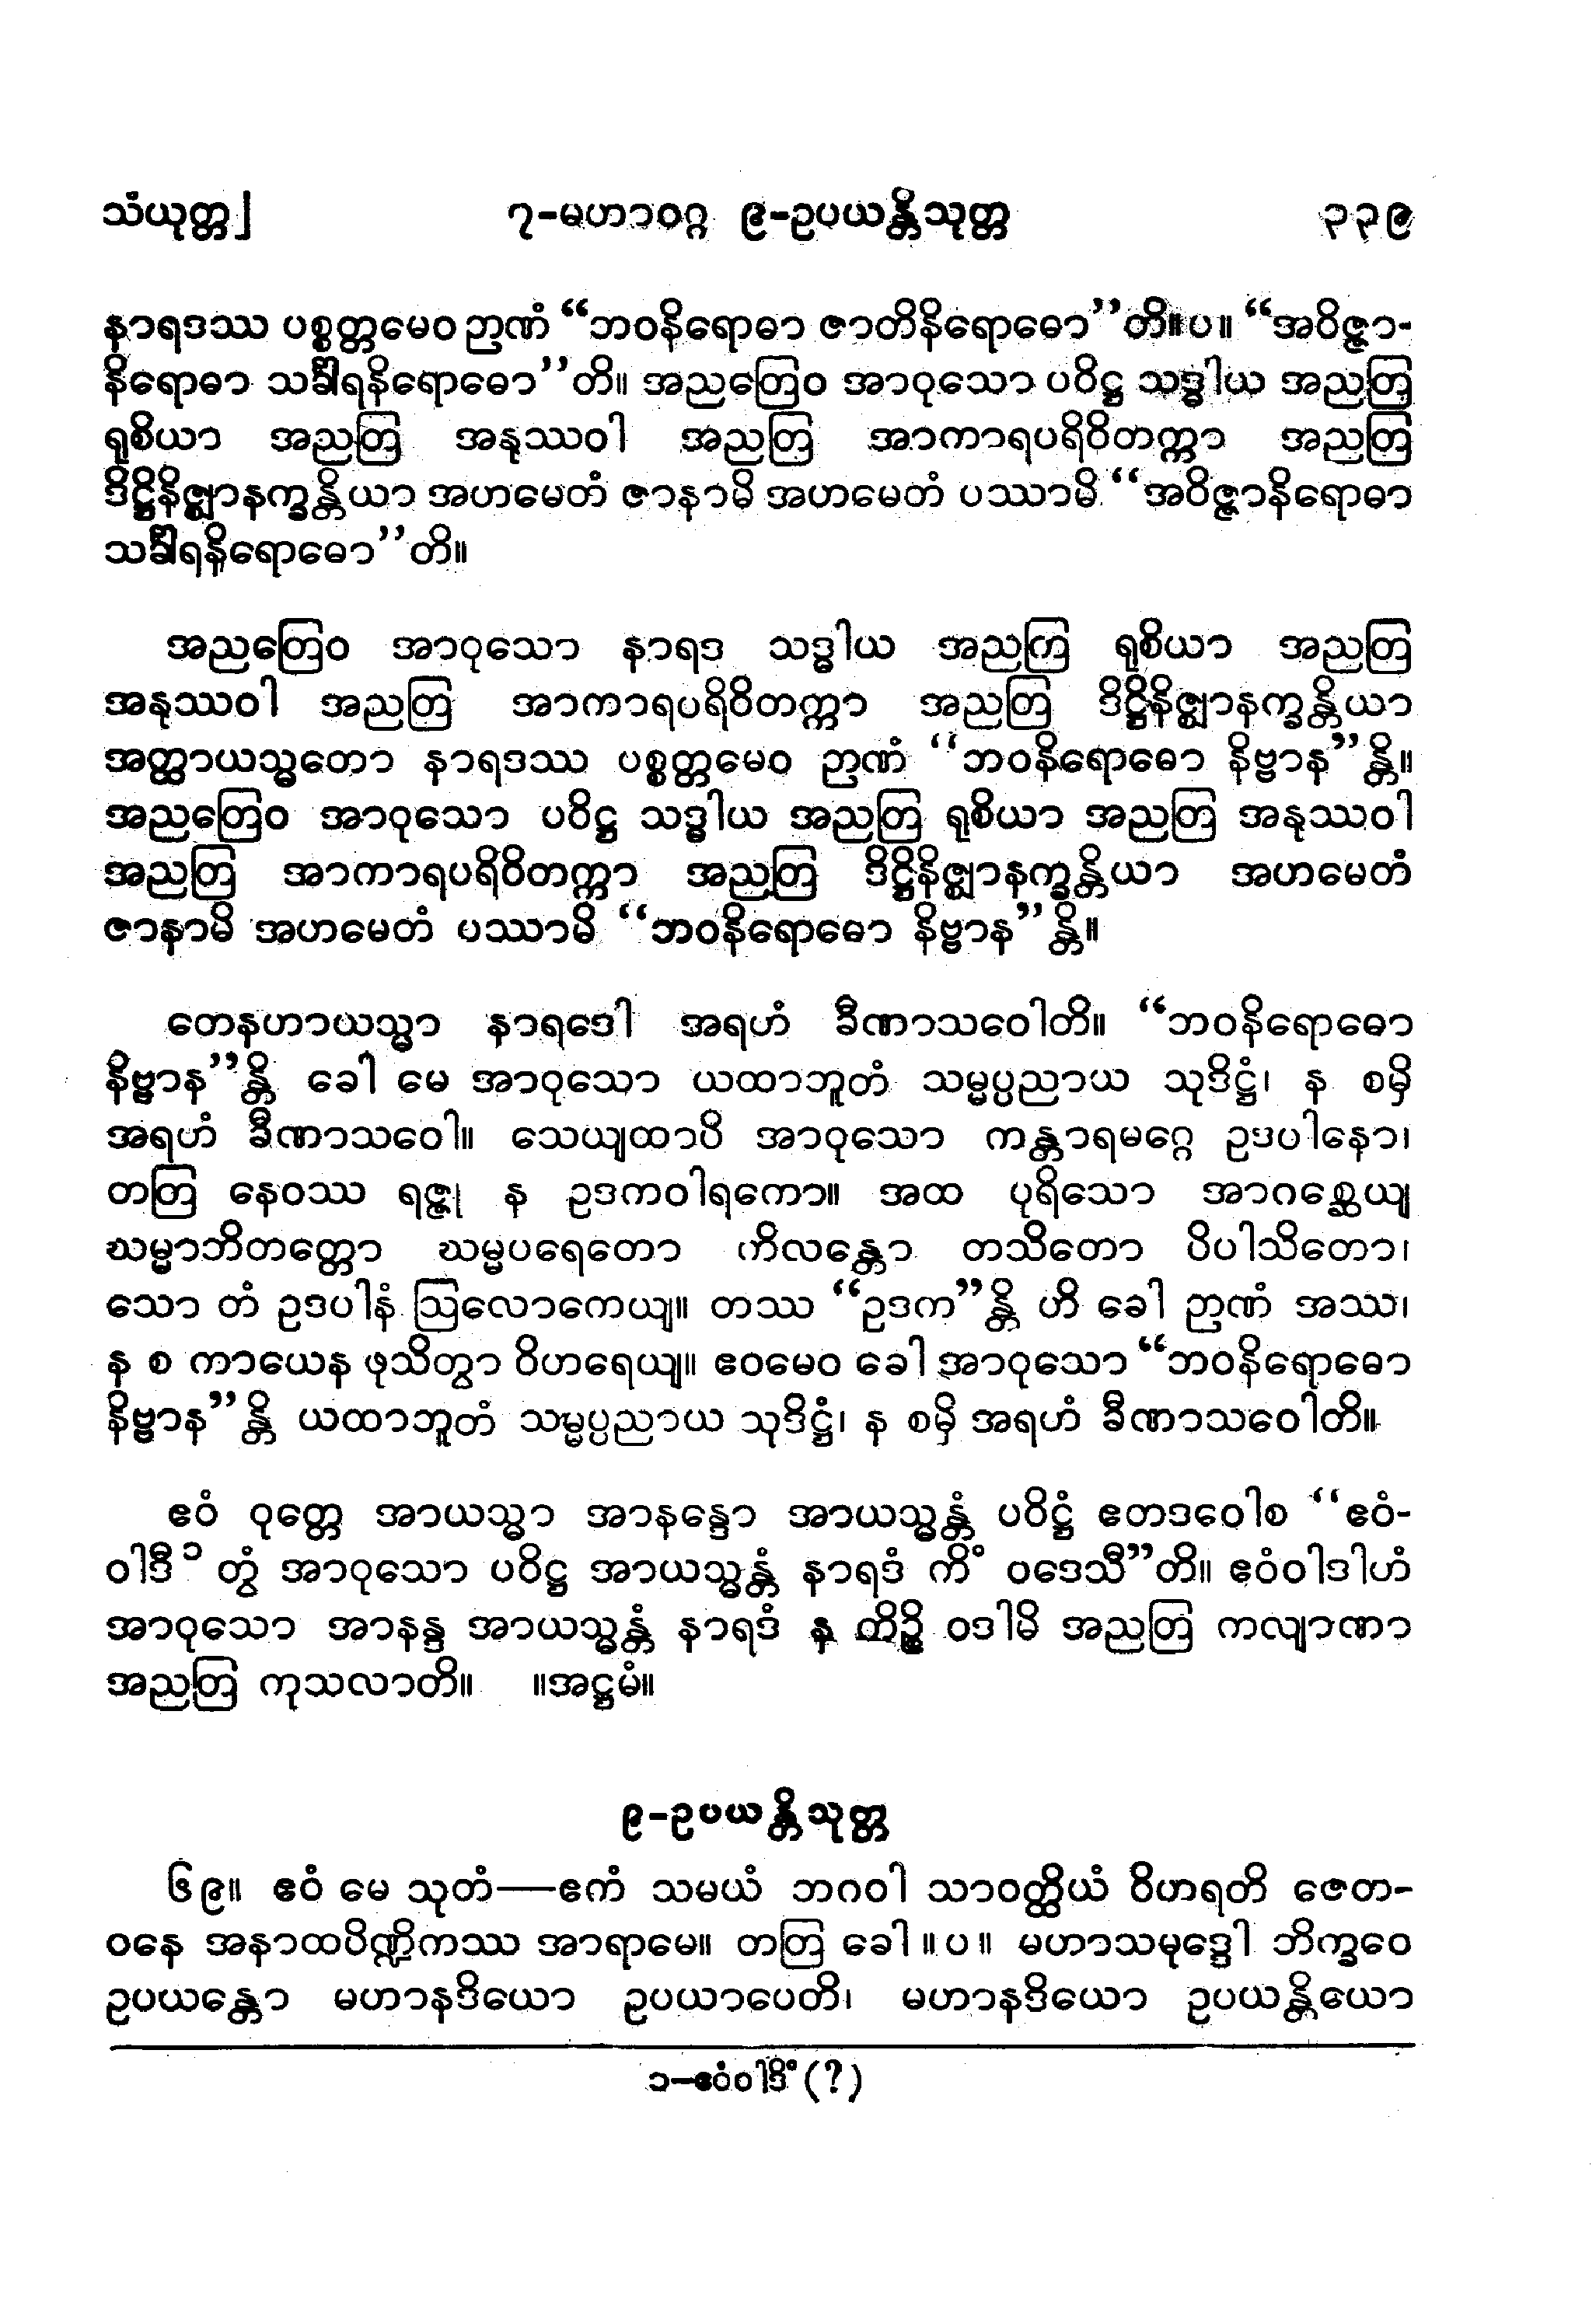 သံယုတ္တ] ၇-မဟာဝဂ္ဂ ၉-ဥပယန္တိသုတ္တ ၃၃၉
နာရဒဿ ပစ္စတ္တမေဝ ဉာဏံ “ဘဝနိရောဓာ ဇာတိနိရောဓော”တိ။ပ။ “အဝိဇ္ဇာ-
နိရောဓာ သင်္ခါရနိရောဓော”တိ။ အညတြေဝ အာဝုသော ပဝိဋ္ဌ သဒ္ဓါယ အညတြ
ရုစိယာ အညတြ အနုဿဝါ အညတြ အာကာရပရိဝိတက္ကာ အညတြ
ဒိဋ္ဌိနိဇ္ဈာနက္ခန္တိယာ အဟမေတံ ဇာနာမိ အဟမေတံ ပဿာမိ “အဝိဇ္ဇာနိရောဓာ
သင်္ခါရနိရောဓော”တိ။
အညတြေဝ အာဝုသော နာရဒ သဒ္ဓါယ အညတြ ရုစိယာ အညတြ
အနုဿဝါ အညတြ အာကာရပရိဝိတက္ကာ အညတြ ဒိဋ္ဌိနိဇ္ဈာနက္ခန္တိယာ
အတ္ထာယသ္မတော နာရဒဿ ပစ္စတ္တမေဝ ဉာဏံ “ဘဝနိရောဓော နိဗ္ဗာန”န္တိ။
အညတြေဝ အာဝုသော ပဝိဋ္ဌ သဒ္ဓါယ အညတြ ရုစိယာ အညတြ အနုဿဝါ
အညတြ အာကာရပရိဝိတက္ကာ အညတြ ဒိဋ္ဌိနိဇ္ဈာနက္ခန္တိယာ အဟမေတံ
ဇာနာမိ အဟမေတံ ပဿာမိ “ဘဝနိရောဓော နိဗ္ဗာန”န္တိ။
တေနဟာယသ္မာ နာရဒေါ အရဟံ ခီဏာသဝေါတိ။ “ဘဝနိရောဓော
နိဗ္ဗာန”န္တိ ခေါ မေ အာဝုသော ယထာဘူတံ သမ္မပ္ပညာယ သုဒိဋ္ဌံ၊ န စမှိ
အရဟံ ခီဏာသဝေါ။ သေယျထာပိ အာဝုသော ကန္တာရမဂ္ဂေ ဥဒပါနော၊
တတြ နေဝဿ ရဇ္ဇု န ဥဒကဝါရကော။ အထ ပုရိသော အာဂစ္ဆေယျ
ဃမ္မာဘိတတ္တော ဃမ္မပရေတော ကိလန္တော တသိတော ပိပါသိတော၊
သော တံ ဥဒပါနံ ဩလောကေယျ။ တဿ “ဥဒက”န္တိ ဟိ ခေါ ဉာဏံ အဿ၊
န စ ကာယေန ဖုသိတွာ ဝိဟရေယျ။ ဧဝမေဝ ခေါ အာဝုသော “ဘဝနိရောဓော
နိဗ္ဗာန”န္တိ ယထာဘူတံ သမ္မပ္ပညာယ သုဒိဋ္ဌံ၊ န စမှိ အရဟံ ခီဏာသဝေါတိ။
ဧဝံ ဝုတ္တေ အာယသ္မာ အာနန္ဒော အာယသ္မန္တံ ပဝိဋ္ဌံ ဧတဒဝေါစ “ဧဝံ-
ဝါဒီ ၁ တွံ အာဝုသော ပဝိဋ္ဌ အာယသ္မန္တံ နာရဒံ ကိံ ဝဒေသီ”တိ။ ဧဝံဝါဒါဟံ
အာဝုသော အာနန္ဒ အာယသ္မန္တံ နာရဒံ န ကိဉ္စိ ဝဒါမိ အညတြ ကလျာဏာ
အညတြ ကုသလာတိ။ ။အဋ္ဌမံ။
၉-ဥပယန္တိသုတ္တ
၆၉။ ဧဝံ မေ သုတံ—ဧကံ သမယံ ဘဂဝါ သာဝတ္ထိယံ ဝိဟရတိ ဇေတ-
ဝနေ အနာထပိဏ္ဍိကဿ အာရာမေ။ တတြ ခေါ ။ပ။ မဟာသမုဒ္ဒေါ ဘိက္ခဝေ
ဥပယန္တော မဟာနဒိယော ဥပယာပေတိ၊ မဟာနဒိယော ဥပယန္တိယော
၁-ဧဝံဝါဒိံ (?)